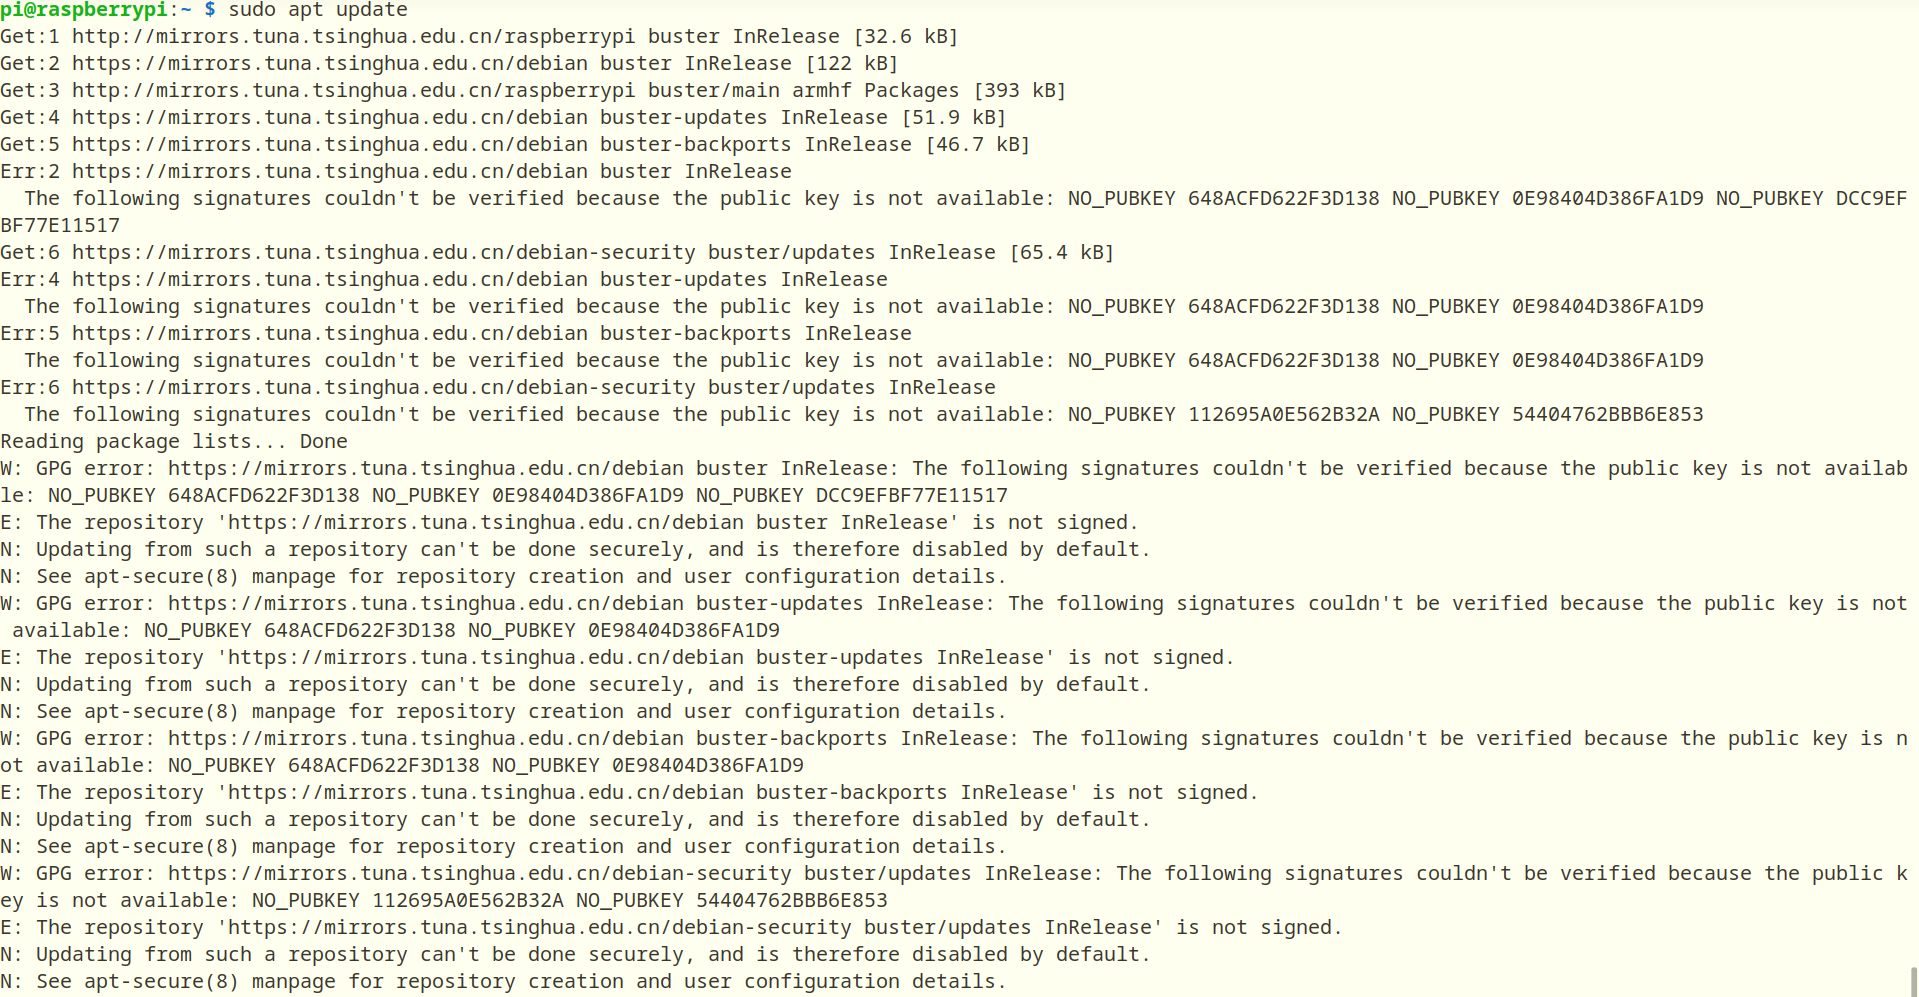 pi@raspberrypi:~ $ sudo apt update
Get:1 http://mirrors.tuna.tsinghua.edu.cn/raspberrypi buster InRelease [32.6 kB]
Get:2 https://mirrors.tuna.tsinghua.edu.cn/debian buster InRelease [122 kB]
Get:3 http://mirrors.tuna.tsinghua.edu.cn/raspberrypi buster/main armhf Packages [393 kB]
Get:4 https://mirrors.tuna.tsinghua.edu.cn/debian buster-updates InRelease [51.9 kB]
Get:5 https://mirrors.tuna.tsinghua.edu.cn/debian buster-backports InRelease [46.7 kB]
Err:2 https://mirrors.tuna.tsinghua.edu.cn/debian buster InRelease
  The following signatures couldn't be verified because the public key is not available: NO_PUBKEY 648ACFD622F3D138 NO_PUBKEY 0E98404D386FA1D9 NO_PUBKEY DCC9EF
BF77E11517
Get:6 https://mirrors.tuna.tsinghua.edu.cn/debian-security buster/updates InRelease [65.4 kB]
Err:4 https://mirrors.tuna.tsinghua.edu.cn/debian buster-updates InRelease
  The following signatures couldn't be verified because the public key is not available: NO_PUBKEY 648ACFD622F3D138 NO_PUBKEY 0E98404D386FA1D9
Err:5 https://mirrors.tuna.tsinghua.edu.cn/debian buster-backports InRelease
  The following signatures couldn't be verified because the public key is not available: NO_PUBKEY 648ACFD622F3D138 NO_PUBKEY 0E98404D386FA1D9
Err:6 https://mirrors.tuna.tsinghua.edu.cn/debian-security buster/updates InRelease
  The following signatures couldn't be verified because the public key is not available: NO_PUBKEY 112695A0E562B32A NO_PUBKEY 54404762BBB6E853
Reading package lists... Done
W: GPG error: https://mirrors.tuna.tsinghua.edu.cn/debian buster InRelease: The following signatures couldn't be verified because the public key is not availab
le: NO_PUBKEY 648ACFD622F3D138 NO_PUBKEY 0E98404D386FA1D9 NO_PUBKEY DCC9EFBF77E11517
E: The repository 'https://mirrors.tuna.tsinghua.edu.cn/debian buster InRelease' is not signed.
N: Updating from such a repository can't be done securely, and is therefore disabled by default.
N: See apt-secure(8) manpage for repository creation and user configuration details.
W: GPG error: https://mirrors.tuna.tsinghua.edu.cn/debian buster-updates InRelease: The following signatures couldn't be verified because the public key is not
 available: NO_PUBKEY 648ACFD622F3D138 NO_PUBKEY 0E98404D386FA1D9
E: The repository 'https://mirrors.tuna.tsinghua.edu.cn/debian buster-updates InRelease' is not signed.
N: Updating from such a repository can't be done securely, and is therefore disabled by default.
N: See apt-secure(8) manpage for repository creation and user configuration details.
W: GPG error: https://mirrors.tuna.tsinghua.edu.cn/debian buster-backports InRelease: The following signatures couldn't be verified because the public key is n
ot available: NO_PUBKEY 648ACFD622F3D138 NO_PUBKEY 0E98404D386FA1D9
E: The repository 'https://mirrors.tuna.tsinghua.edu.cn/debian buster-backports InRelease' is not signed.
N: Updating from such a repository can't be done securely, and is therefore disabled by default.
N: See apt-secure(8) manpage for repository creation and user configuration details.
W: GPG error: https://mirrors.tuna.tsinghua.edu.cn/debian-security buster/updates InRelease: The following signatures couldn't be verified because the public k
ey is not available: NO_PUBKEY 112695A0E562B32A NO_PUBKEY 54404762BBB6E853
E: The repository 'https://mirrors.tuna.tsinghua.edu.cn/debian-security buster/updates InRelease' is not signed.
N: Updating from such a repository can't be done securely, and is therefore disabled by default.
N: See apt-secure(8) manpage for repository creation and user configuration details.